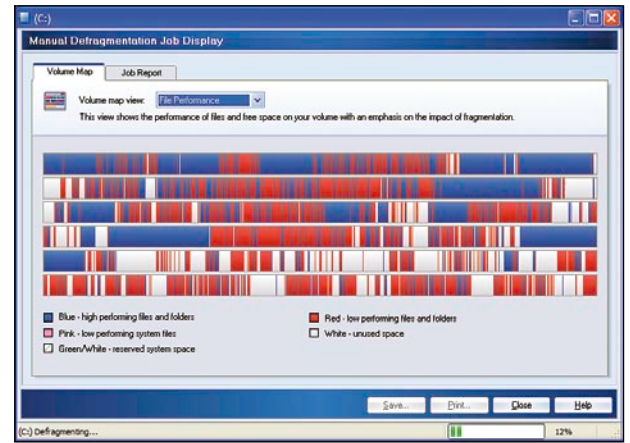 (C:)
Manual Defragmentation Job Display
Volume Map Job Report
Volume map view: File Performance
This view shows the performance of files and free space on your volume with an emphasis on the impact of fragmentation.
Blue - high performing files and folders Red - low performing files and folders
Pink - low performing system files White - unused space
Green/White - reserved system space
Save... Print... Close Help
(C:) Defragmenting... 12%